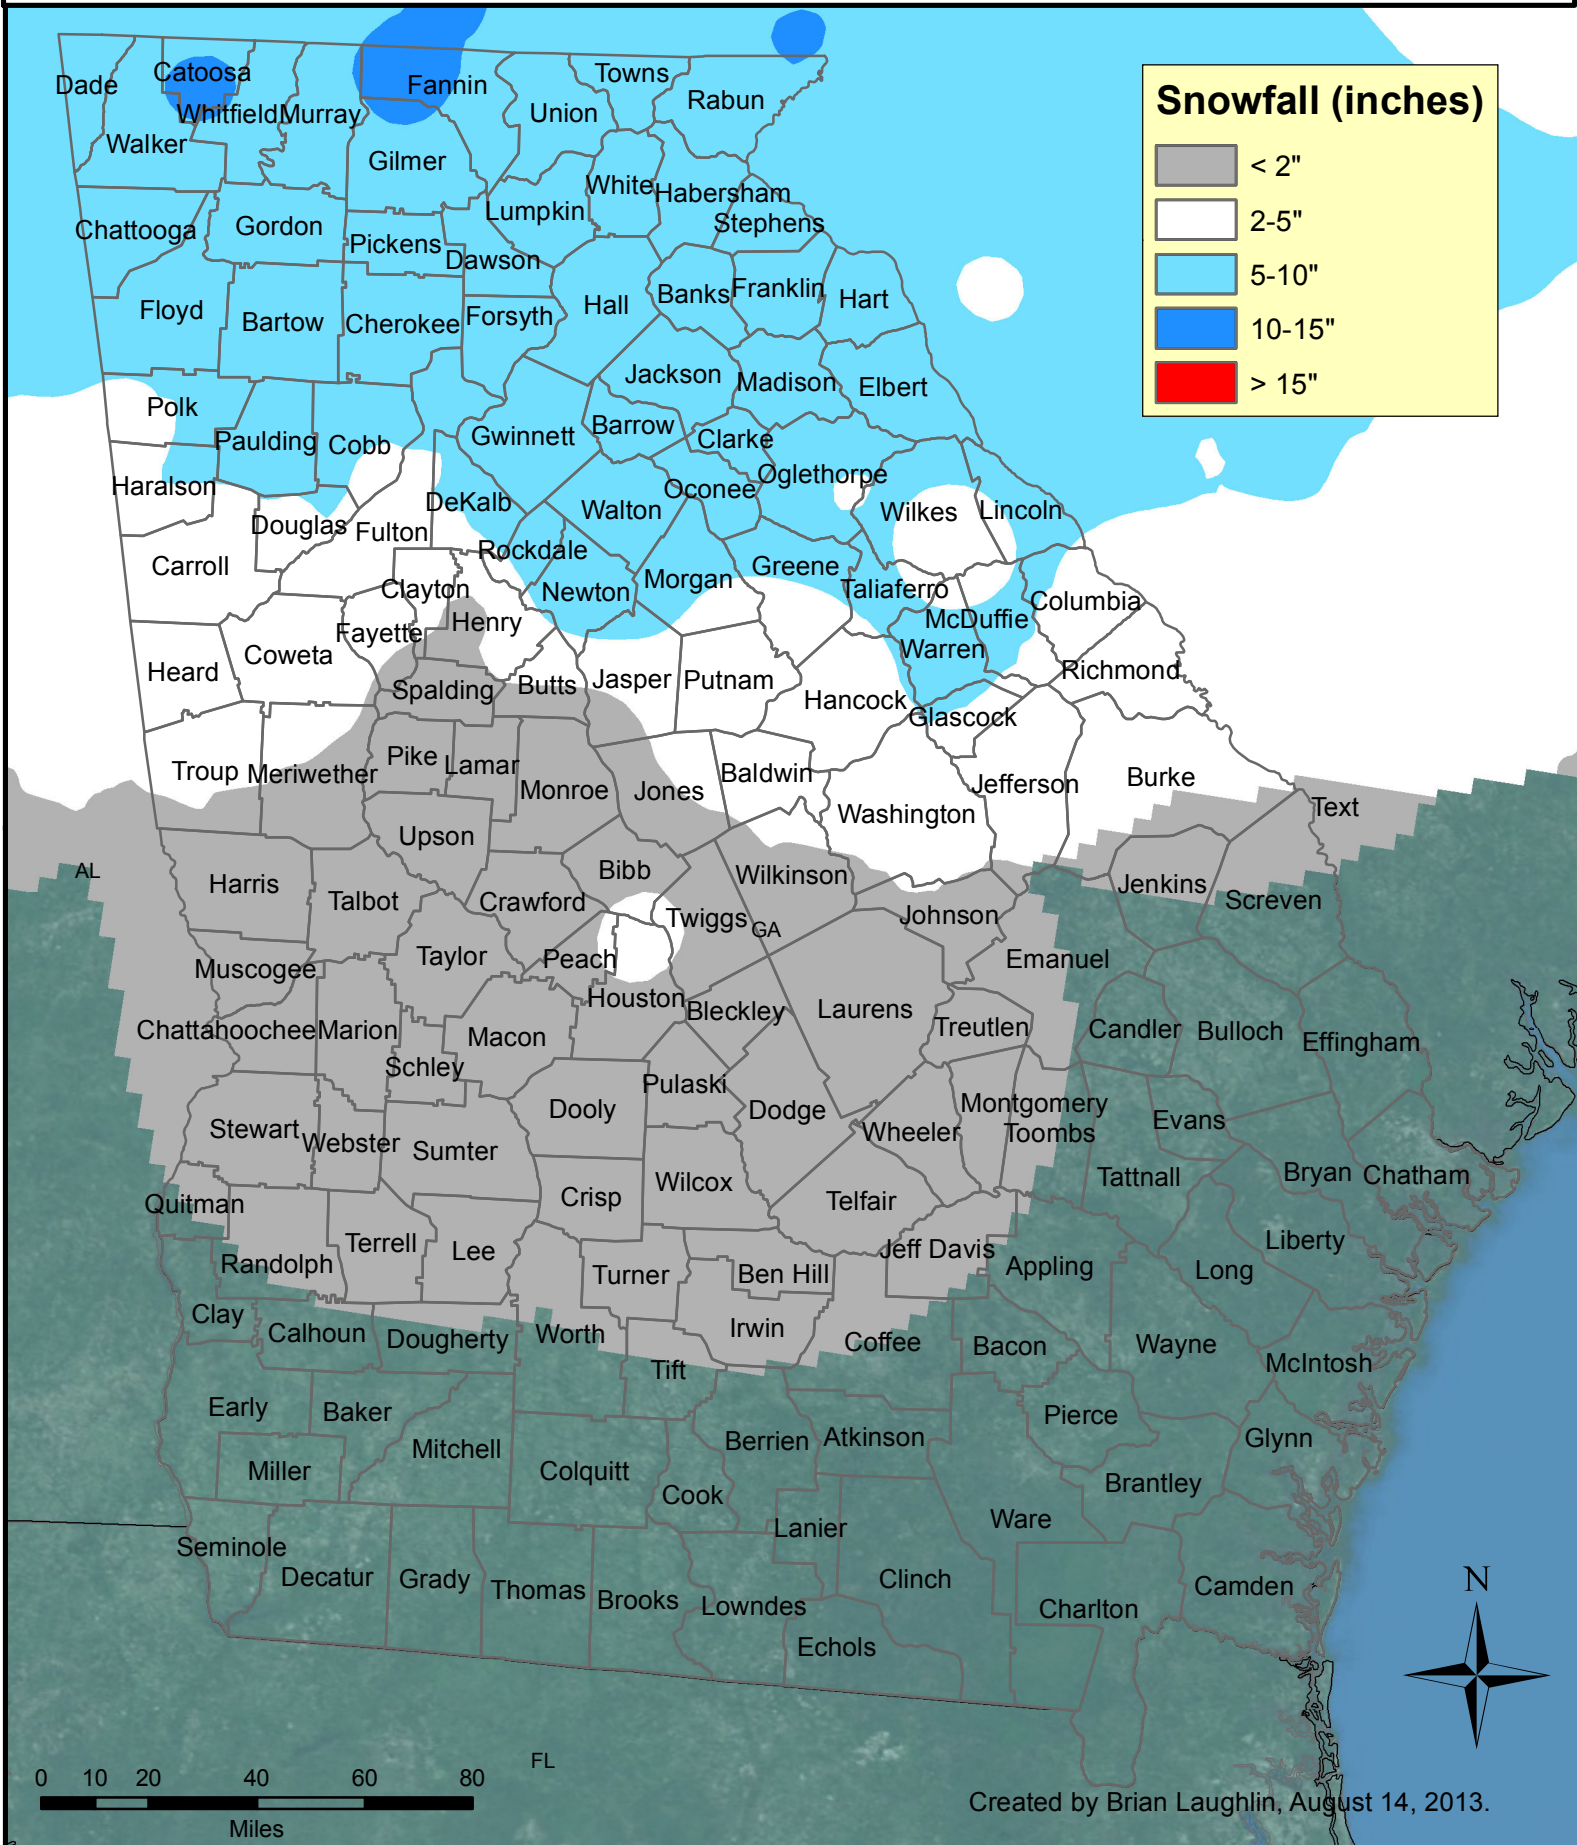 Snowfall (inches)
< 2"
2-5"
5-10"
10-15"
> 15"
Dade
Catoosa
Fannin
Towns
Rabun
Union
Whitfield
Murray
Walker
Gilmer
White
Habersham
Lumpkin
Stephens
Chattooga
Gordon
Pickens
Dawson
Floyd
Bartow
Cherokee
Forsyth
Hall
Banks
Franklin
Hart
Jackson
Madison
Elbert
Polk
Paulding
Cobb
Gwinnett
Barrow
Clarke
Oglethorpe
Haralson
DeKalb
Oconee
Walton
Wilkes
Lincoln
Douglas
Fulton
Rockdale
Carroll
Clayton
Newton
Morgan
Greene
Taliaferro
Columbia
McDuffie
Fayette
Henry
Warren
Heard
Coweta
Spalding
Butts
Jasper
Putnam
Hancock
Richmond
Glascock
Troup
Meriwether
Pike
Lamar
Monroe
Jones
Baldwin
Washington
Jefferson
Burke
Text
Upson
AL
Harris
Talbot
Crawford
Bibb
Wilkinson
Jenkins
Screven
Twiggs
GA
Johnson
Muscogee
Taylor
Peach
Emanuel
Houston
Bleckley
Laurens
Chattahoochee
Marion
Macon
Treutlen
Candler
Bulloch
Effingham
Schley
Pulaski
Dooly
Dodge
Montgomery
Toombs
Evans
Stewart
Webster
Sumter
Wheeler
Wilcox
Crisp
Telfair
Tattnall
Bryan
Chatham
Quitman
Randolph
Terrell
Lee
Turner
Ben Hill
Jeff Davis
Appling
Long
Liberty
Clay
Calhoun
Dougherty
Worth
Irwin
Coffee
Bacon
Wayne
McIntosh
Tift
Early
Baker
Mitchell
Berrien
Atkinson
Pierce
Glynn
Miller
Colquitt
Cook
Brantley
Lanier
Ware
Seminole
Decatur
Grady
Thomas
Brooks
Lowndes
Clinch
Charlton
Camden
Echols
N
FL
0 10 20 40 60 80
Miles
Created by Brian Laughlin, August 14, 2013.